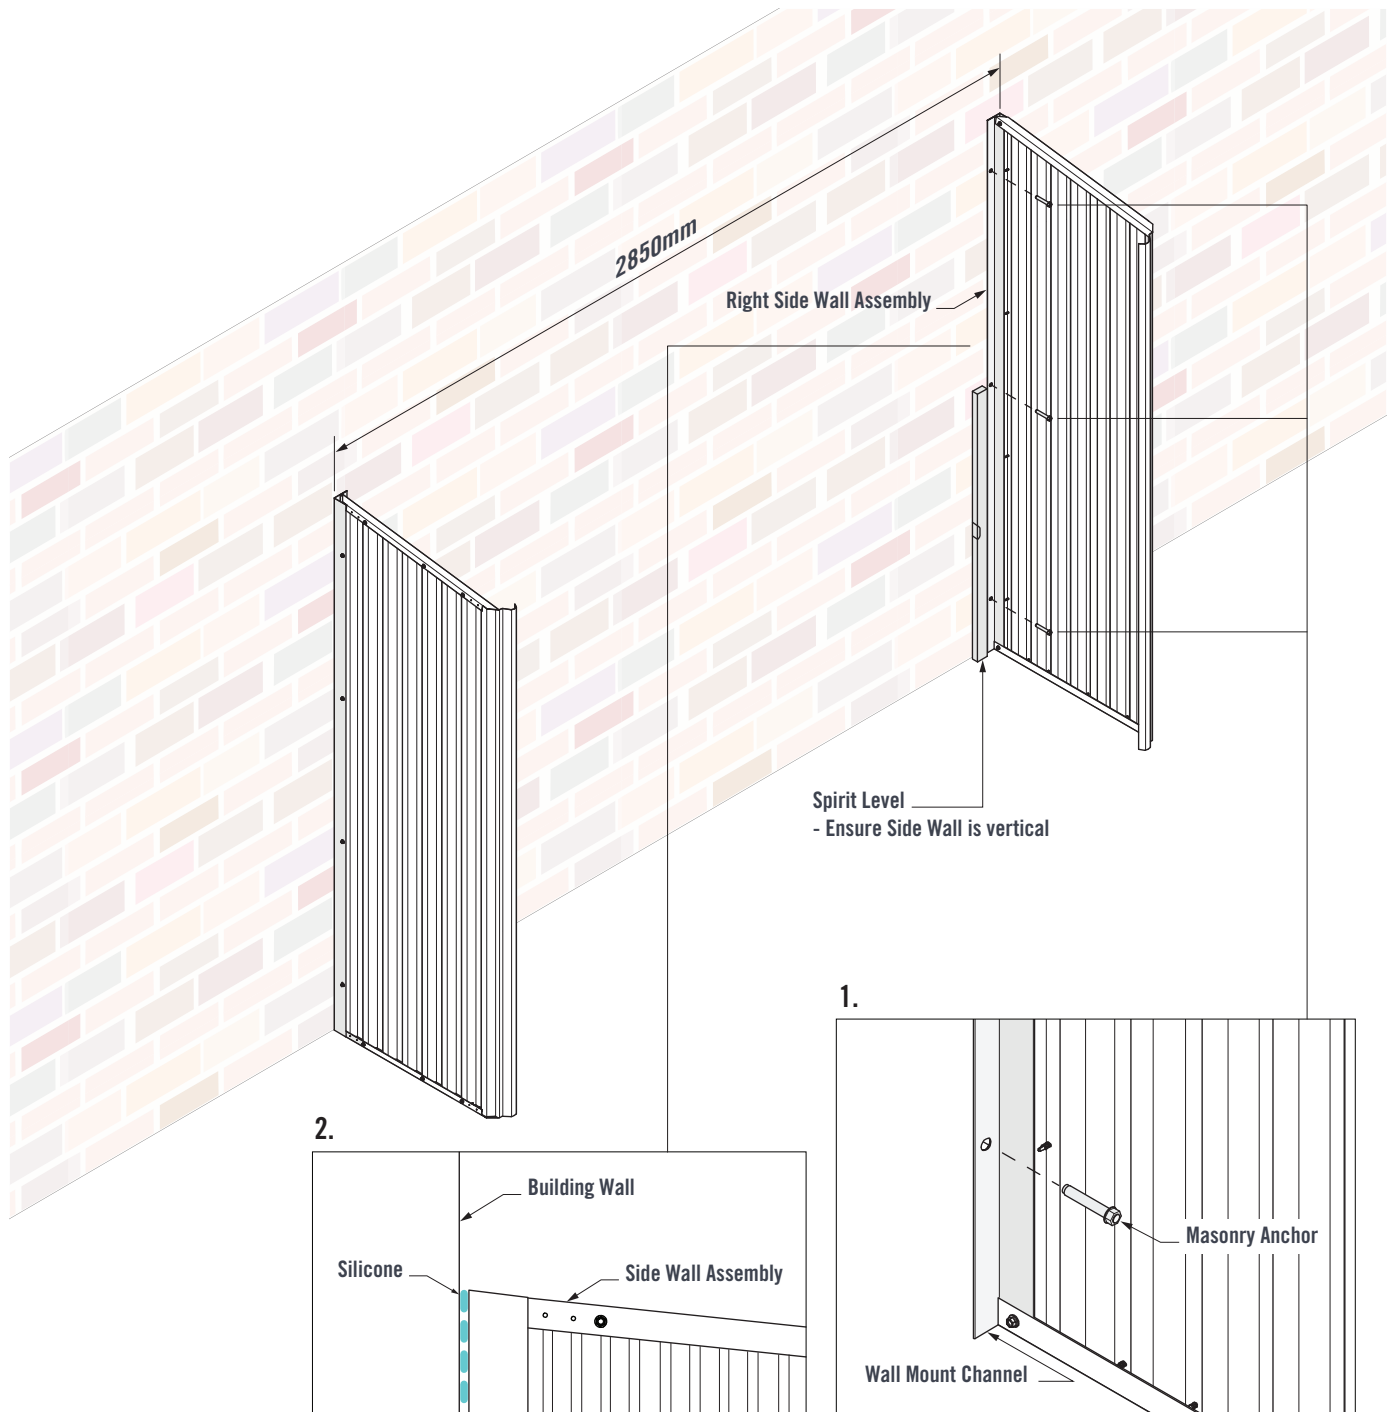 2850mm
Right Side Wall Assembly
Spirit Level
- Ensure Side Wall is vertical
1.
Masonry Anchor
Wall Mount Channel
2.
Building Wall
Silicone
Side Wall Assembly